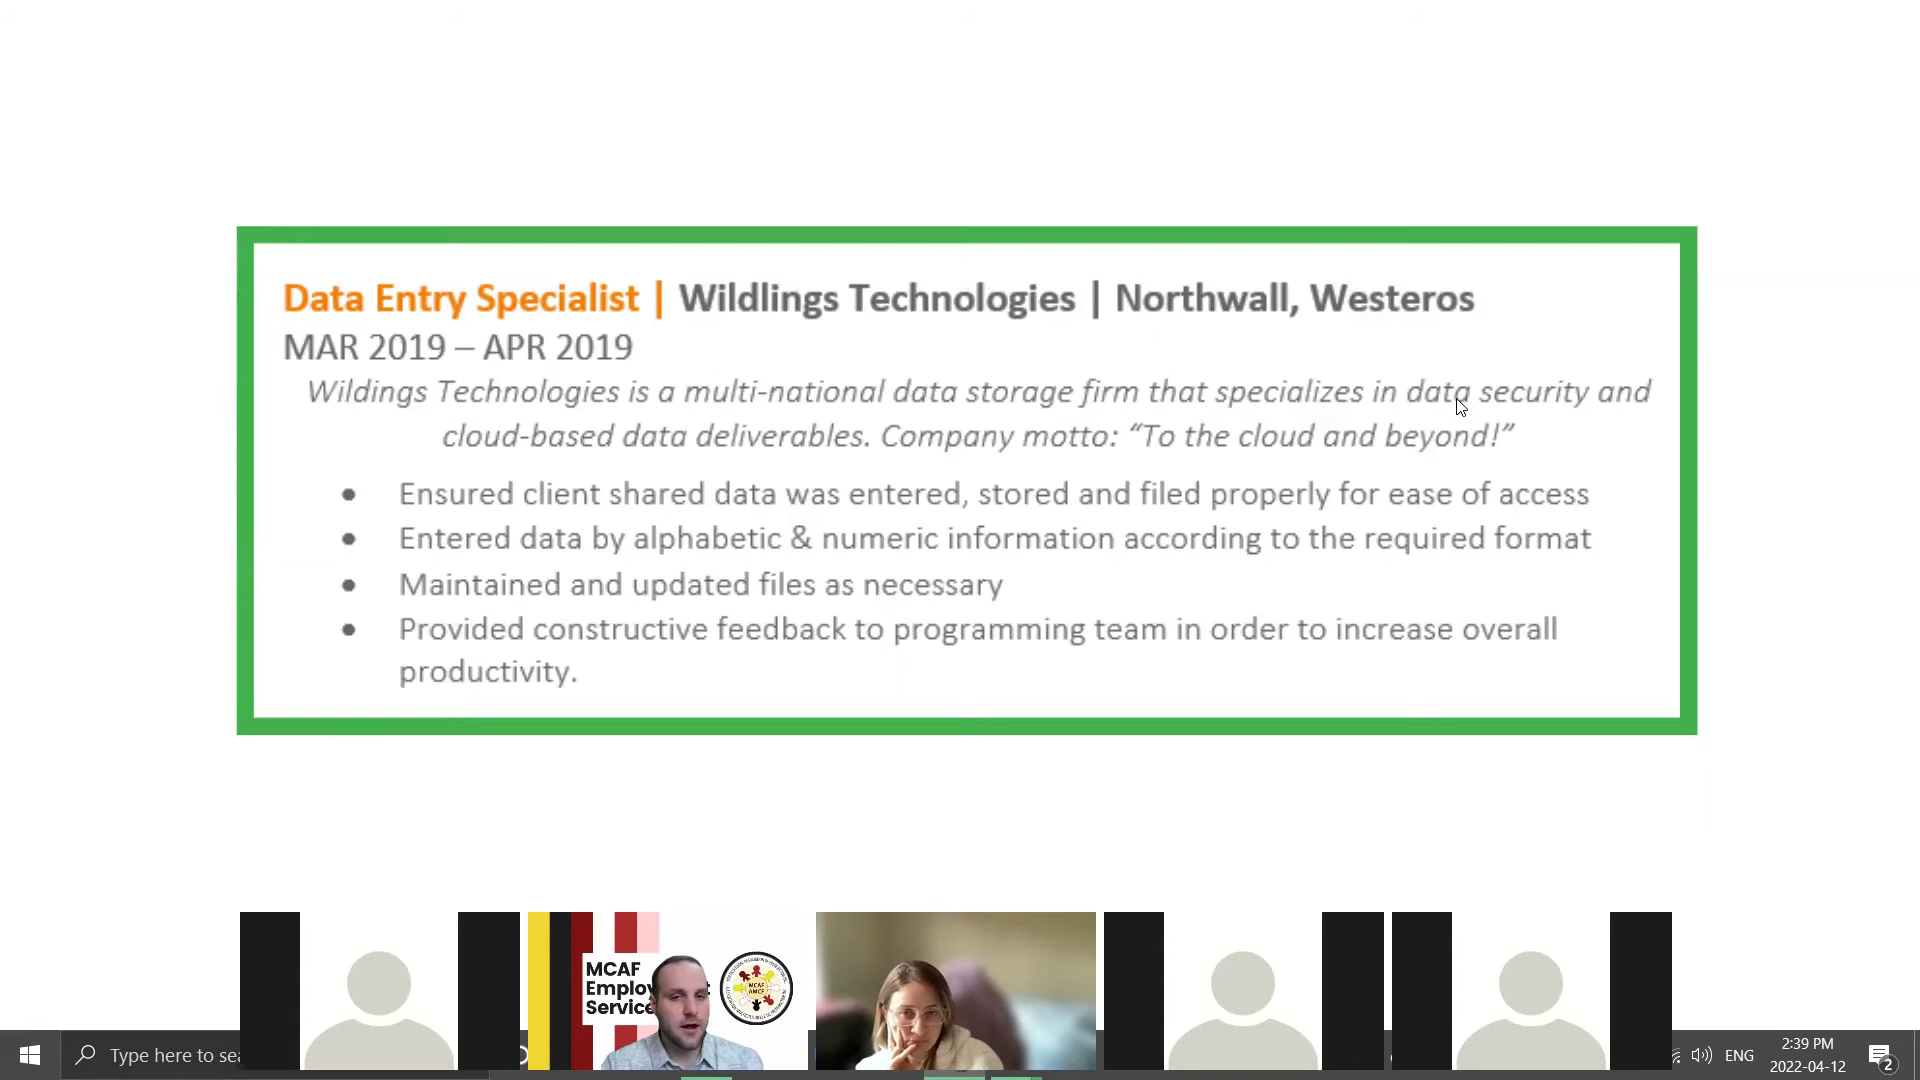 Data Entry Specialist | Wildlings Technologies | Northwall, Westeros
MAR 2019 – APR 2019
Wildings Technologies is a multi-national data storage firm that specializes in data security and
cloud-based data deliverables. Company motto: “To the cloud and beyond!”
• Ensured client shared data was entered, stored and filed properly for ease of access
• Entered data by alphabetic & numeric information according to the required format
• Maintained and updated files as necessary
• Provided constructive feedback to programming team in order to increase overall
productivity.
MCAF
Service
MCAF
AMCF
Type here to
ENG
2:39 PM
2022-04-12
2